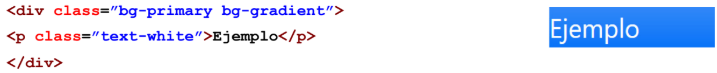 <div class=”bg-primary bg-gradient”>
<p class=”text-white”>Ejemplo</p>
</div>
Ejemplo